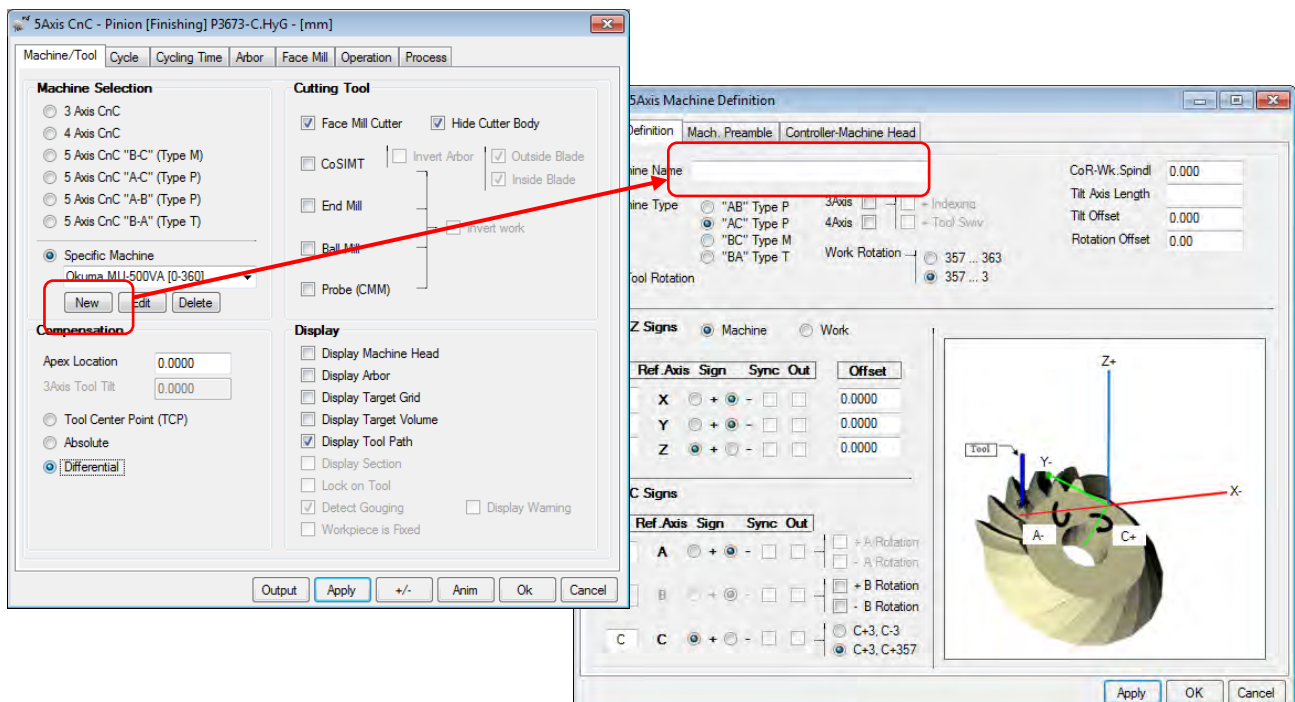 5Axis CnC - Pinion [Finishing] P3673-C.HyG - [mm]
Machine/Tool Cycle Cycling Time Arbor Face Mill Operation Process
Machine Selection
3 Axis CnC
4 Axis CnC
5 Axis CnC "B-C" (Type M)
5 Axis CnC "A-C" (Type P)
5 Axis CnC "A-B" (Type P)
5 Axis CnC "B-A" (Type T)
Specific Machine
Okuma MU-500VA [0-360]
New Edit Delete
Compensation
Apex Location 0.0000
3Axis Tool Tilt 0.0000
Tool Center Point (TCP)
Absolute
Differential
Cutting Tool
Face Mill Cutter Hide Cutter Body
CoSIMT Invert Arbor Outside Blade
Inside Blade
End Mill
Invert work
Ball Mill
Probe (CMM)
Display
Display Machine Head
Display Arbor
Display Target Grid
Display Target Volume
Display Tool Path
Display Section
Lock on Tool
Detect Gouging Display Warning
Workpiece is Fixed
Output Apply +/- Anim Ok Cancel
5Axis Machine Definition
Definition Mach. Preamble Controller-Machine Head
ine Name
ine Type "AB" Type P
"AC" Type P
"BC" Type M
"BA" Type T
3Axis + Indexing
4Axis + Tool Swiv
Work Rotation 357 ... 363
357 ... 3
ool Rotation
CoR-Wk.Spindl 0.000
Tilt Axis Length
Tilt Offset 0.000
Rotation Offset 0.00
Z Signs Machine Work
Ref.Axis Sign Sync Out Offset
X + - 0.0000
Y + - 0.0000
Z + - 0.0000
C Signs
Ref.Axis Sign Sync Out
A + - + A Rotation
- A Rotation
B + - + B Rotation
- B Rotation
C C + - C+3, C-3
C+3, C+357
Z+
Tool
Y-
X-
A-
C+
Apply OK Cancel